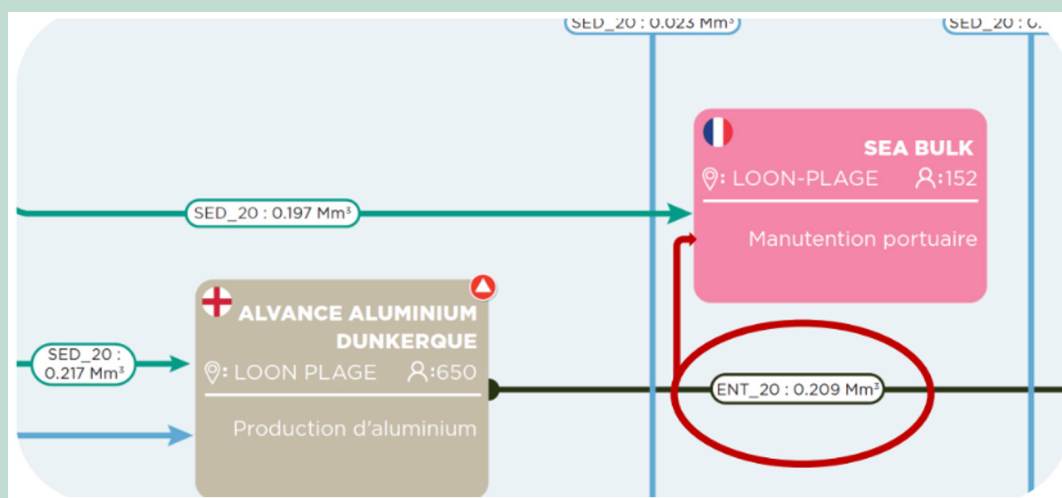 SED_20 : 0.023 Mm³
SED_20 : 0.
SEA BULK
: LOON-PLAGE :152
Manutention portuaire
SED_20 : 0.197 Mm³
ALVANCE ALUMINIUM
DUNKERQUE
: LOON PLAGE :650
Production d'aluminium
SED_20 :
0.217 Mm³
ENT_20 : 0.209 Mm³